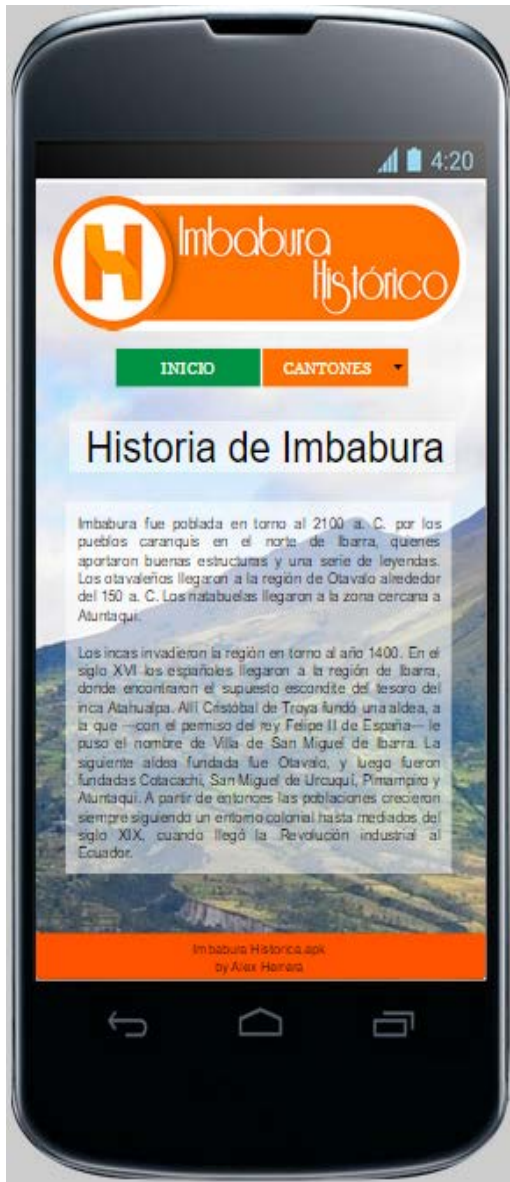 4:20
H
Imbabura
Histórico
INICIO
CANTONES
Historia de Imbabura
Imbabura fue poblada en torno al 2100 a. C. por los
pueblos caranquis en el norte de Ibarra, quienes
aportaron buenas estructuras y una serie de leyendas.
Los otavaleños llegaron a la región de Otavalo alrededor
del 150 a. C. Los natabuelas llegaron a la zona cercana a
Atuntaqui.
Los incas invadieron la región en torno al año 1400. En el
siglo XVI los españoles llegaron a la región de Ibarra,
donde encontraron el supuesto escondite del tesoro del
inca Atahualpa. Allí Cristóbal de Troya fundó una aldea, a
la que —con el permiso del rey Felipe II de España— le
puso el nombre de Villa de San Miguel de Ibarra. La
siguiente aldea fundada fue Otavalo, y luego fueron
fundadas Cotacachi, San Miguel de Urcuquí, Pimampiro y
Atuntaqui. A partir de entonces las poblaciones crecieron
siempre siguiendo un entorno colonial hasta mediados del
siglo XIX, cuando llegó la Revolución industrial al
Ecuador.
Imbabura Historica.apk
by Alex Herrera